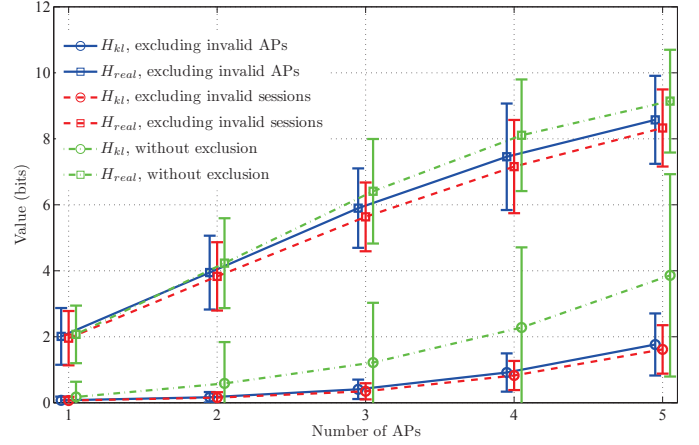 12
10
8
6
4
2
0
Value (bits)
H_kl, excluding invalid APs
H_real, excluding invalid APs
H_kl, excluding invalid sessions
H_real, excluding invalid sessions
H_kl, without exclusion
H_real, without exclusion
1 2 3 4 5
Number of APs